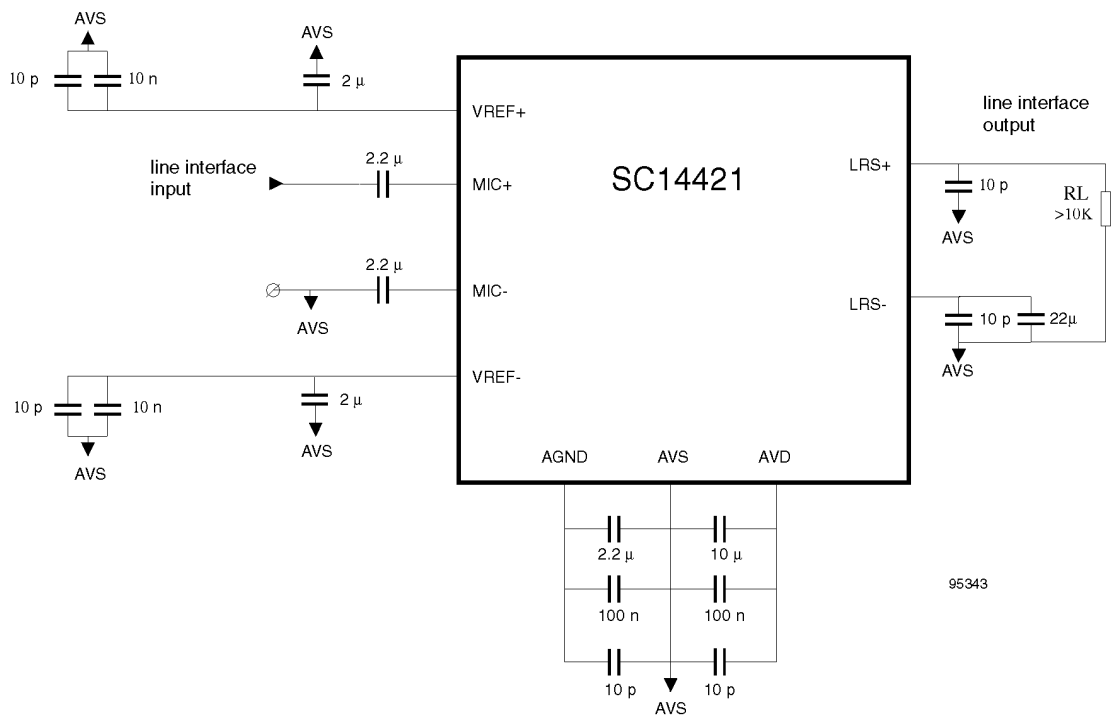 AVS
AVS
10 p
10 n
2 µ
VREF+
line interface
output
line interface
input
2.2 µ
MIC+
SC14421
LRS+
10 p
RL
>10K
AVS
2.2 µ
MIC-
AVS
LRS-
10 p
22µ
AVS
VREF-
10 p
10 n
2 µ
AVS
AVS
AGND
AVS
AVD
2.2 µ
10 µ
95343
100 n
100 n
10 p
10 p
AVS